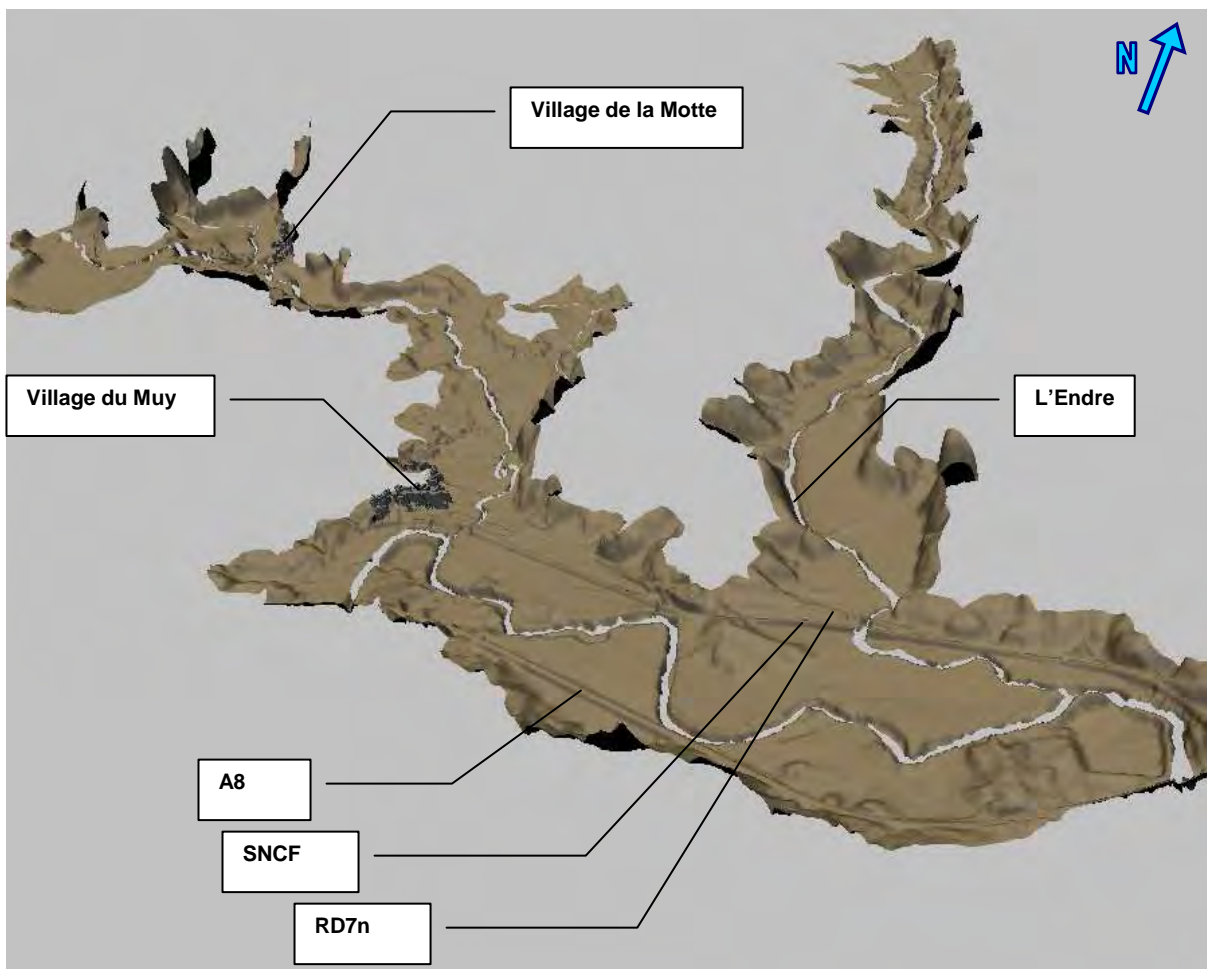 N
Village de la Motte
Village du Muy
L'Endre
A8
SNCF
RD7n